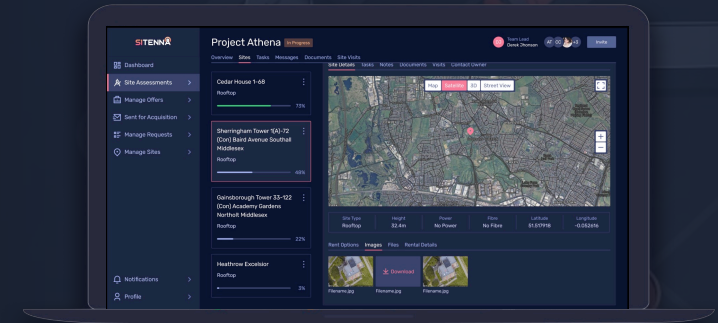 SITENNA
Project Athena
In Progress
Team Lead
Derek Jhonson
AT
+3
Invite
Overview Sites Tasks Messages Documents Site Visits
Dashboard
Site Assessments
Manage Offers
Sent for Acquisition
Manage Requests
Manage Sites
Notifications
Profile
Cedar House 1-68
Rooftop
73%
Sherringham Tower 1(A)-72
(Con) Baird Avenue Southall
Middlesex
Rooftop
48%
Gainsborough Tower 33-122
(Con) Academy Gardens
Northolt Middlesex
Rooftop
22%
Heathrow Excelsior
Rooftop
3%
Site Details Tasks Notes Documents Visits Contact Owner
Map Satellite 3D Street View
+
−
Site Type Height Power Fibre Latitude Longitude
Rooftop 32.4m No Power No Fibre 51.517918 -0.052616
Rent Options Images Files Rental Details
Download
Filename.jpg Filename.jpg Filename.jpg